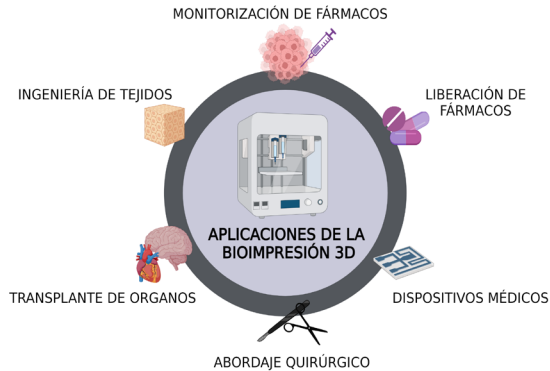 MONITORIZACIÓN DE FÁRMACOS
INGENIERÍA DE TEJIDOS
LIBERACIÓN DE
FÁRMACOS
APLICACIONES DE LA
BIOIMPRESIÓN 3D
TRANSPLANTE DE ORGANOS
DISPOSITIVOS MÉDICOS
ABORDAJE QUIRÚRGICO